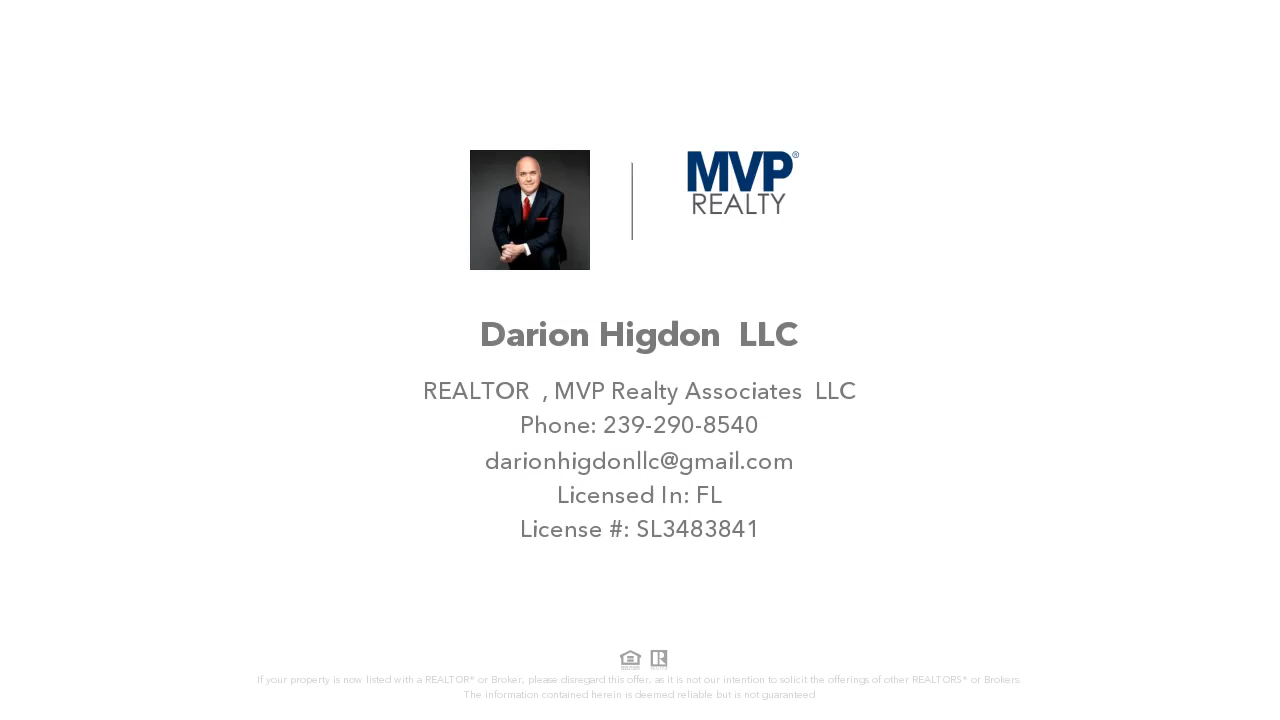 MVP®
REALTY
Darion Higdon LLC
REALTOR , MVP Realty Associates LLC
Phone: 239-290-8540
darionhigdonllc@gmail.com
Licensed In: FL
License #: SL3483841
If your property is now listed with a REALTOR® or Broker, please disregard this offer, as it is not our intention to solicit the offerings of other REALTORS® or Brokers.
The information contained herein is deemed reliable but is not guaranteed